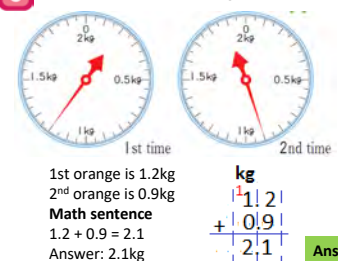 0
2kg
1.5kg
0.5kg
1kg
1st time
0
2kg
1.5kg
0.5kg
1kg
2nd time
1st orange is 1.2kg
2nd orange is 0.9kg
Math sentence
1.2 + 0.9 = 2.1
Answer: 2.1kg
kg
1
1.2
+ 0.9
2,1
Ans